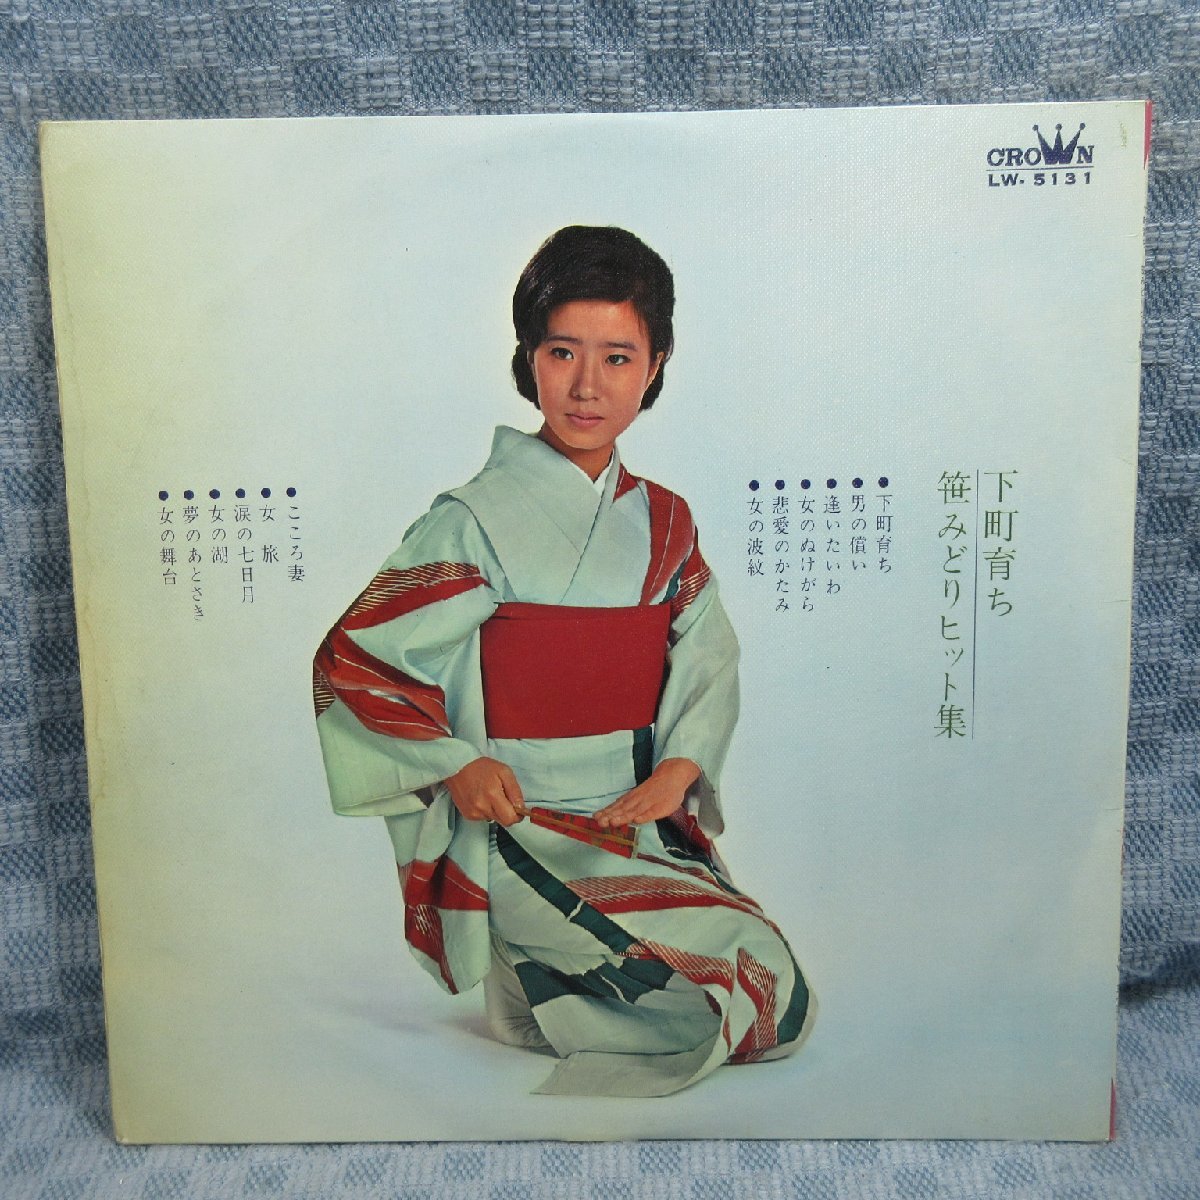 CROWN
LW-5131
下町育ち
笹みどりヒット集
●下町育ち
●男の償い
●逢いたいわ
●女のぬけがら
●悲愛のかたみ
●女の波紋
●こころ妻
●女 旅
●涙の七日月
●女の湖
●夢のあとさき
●女の舞台